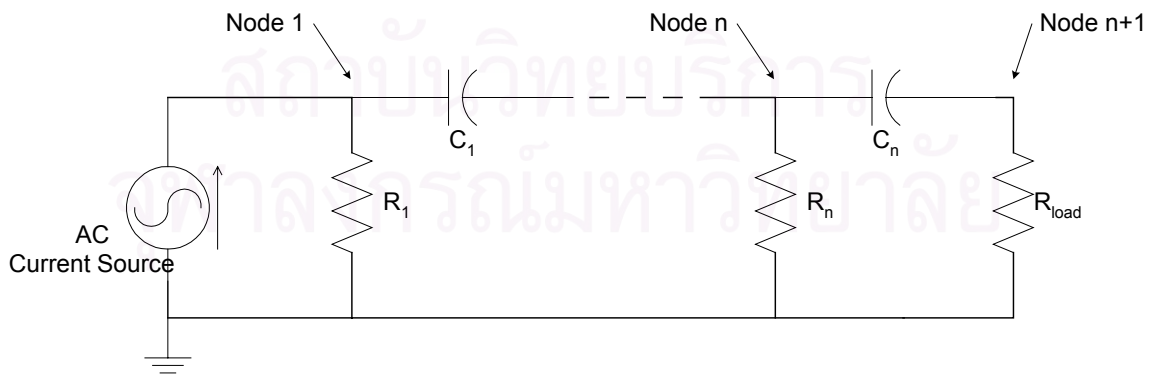 Node 1
Node n
Node n+1
สถาบันวิทยบริการ
C₁
Cₙ
จุฬาลงกรณ์มหาวิทยาลัย
R₁
Rₙ
R_load
AC
Current Source